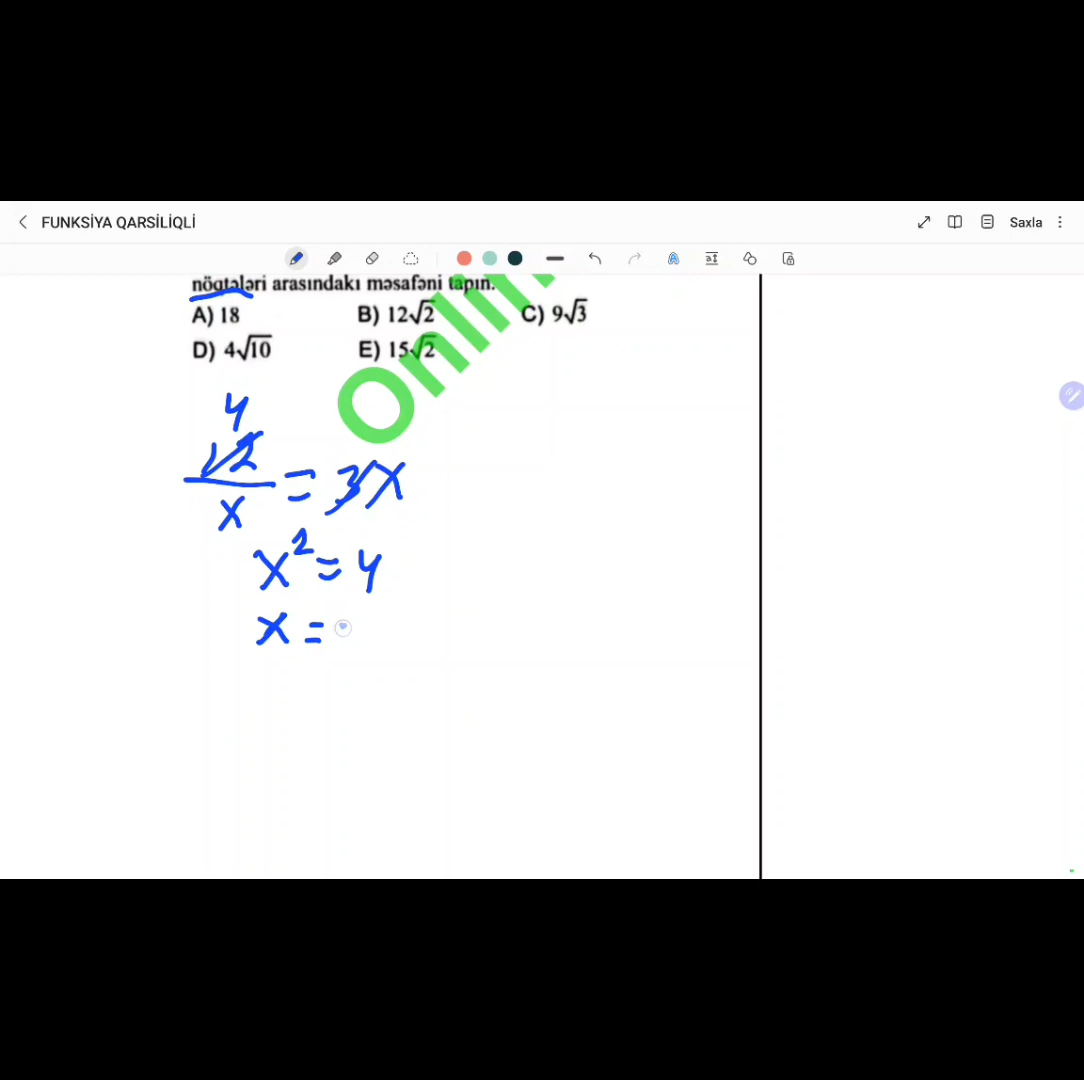 FUNKSİYA QARSİLİQLİ
Saxla
nöqtələri arasındakı məsafəni tapın.
A) 18 B) 12√2 C) 9√3
D) 4√10 E) 15√2
Onlin
4
12/x = 3x
x² = 4
x =